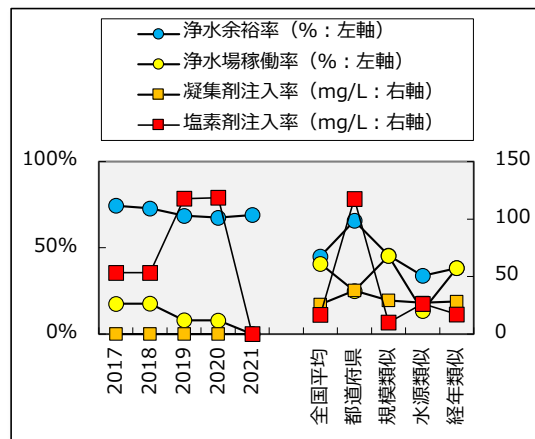 浄水余裕率（%：左軸）
浄水場稼働率（%：左軸）
凝集剤注入率（mg/L：右軸）
塩素剤注入率（mg/L：右軸）
100%
50%
0%
150
100
50
0
2017
2018
2019
2020
2021
全国平均
都道府県
規模類似
水源類似
経年類似